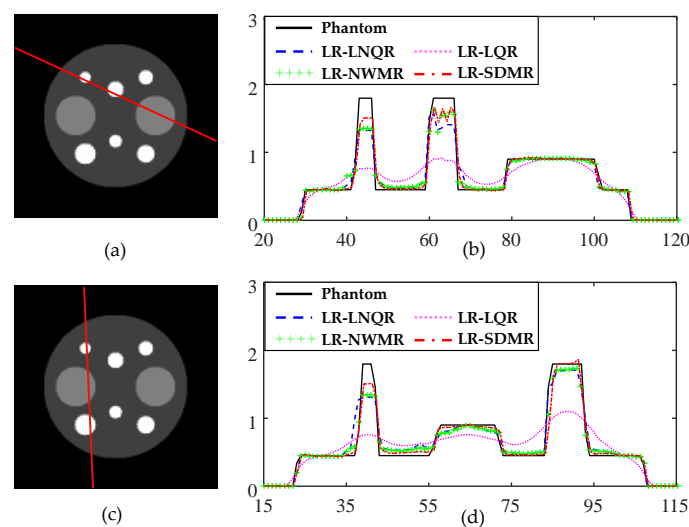 3
2
1
0
Phantom
LR-LNQR
LR-LQR
LR-NWMR
LR-SDMR
20 40 60 80 100 120
(a)
(b)
3
2
1
0
Phantom
LR-LNQR
LR-LQR
LR-NWMR
LR-SDMR
15 35 55 75 95 115
(c)
(d)